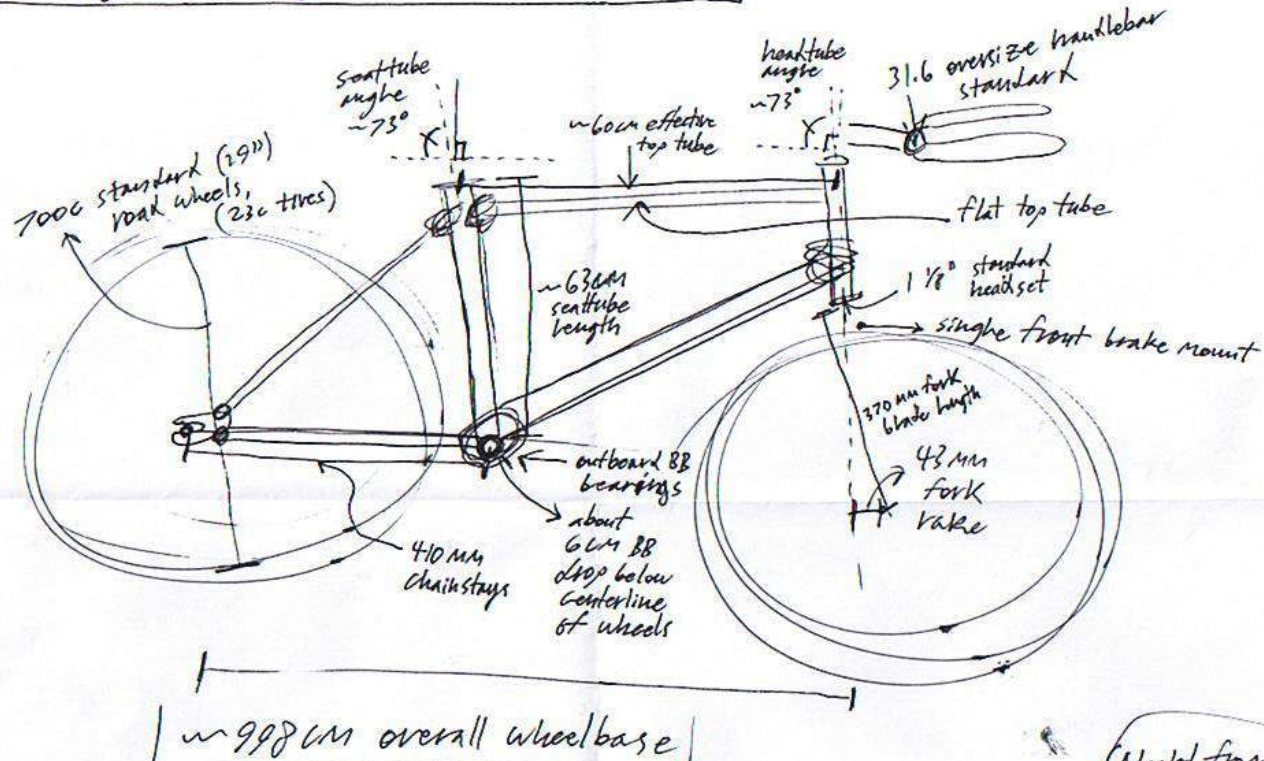 seattube
angle
~73°
headtube
angle
~73°
31.6 oversize handlebar
standard
~60cm effective
top tube
700c standard (29")
road wheels,
(23c tires)
flat top tube
~63cm
seattube
length
1 1/8" standard
headset
single front brake mount
370 mm fork
blade length
43 mm
fork
rake
outboard BB
bearings
about
6cm BB
drop below
centerline
of wheels
410 mm
chainstays
~998cm overall wheelbase